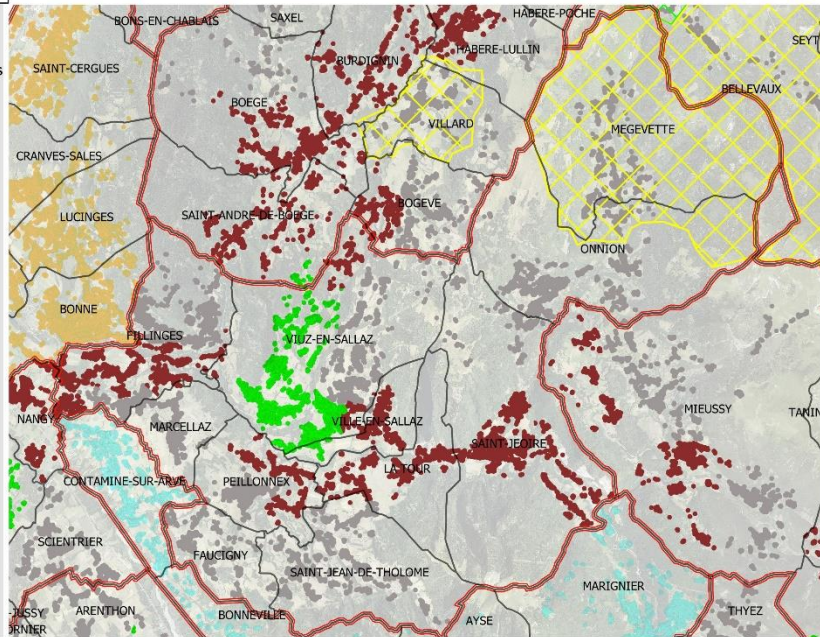 BONS-EN-CHABLAIS
SAXEL
HABERE-POCHE
SAINT-CERGUES
BURDIGNIN
HABERE-LULLIN
SEYT
BOEGE
VILLARD
MEGEVETTE
BELLEVAUX
CRANVES-SALES
LUCINGES
SAINT-ANDRE-DE-BOEGE
BOGEVE
ONNION
BONNE
FILLINGES
VIUZ-EN-SALLAZ
NANGY
MARCELLAZ
VILLE-EN-SALLAZ
MIEUSSY
TANIN
SAINT-JEOIRE
LA-TOUR
CONTAMINE-SUR-ARVE
PEILLONNEX
SCIENTRIER
FAUCIGNY
SAINT-JEAN-DE-THOLOME
MARIGNIER
-JUSSY
ORNIER
ARENTHON
BONNEVILLE
AYSE
THYEZ